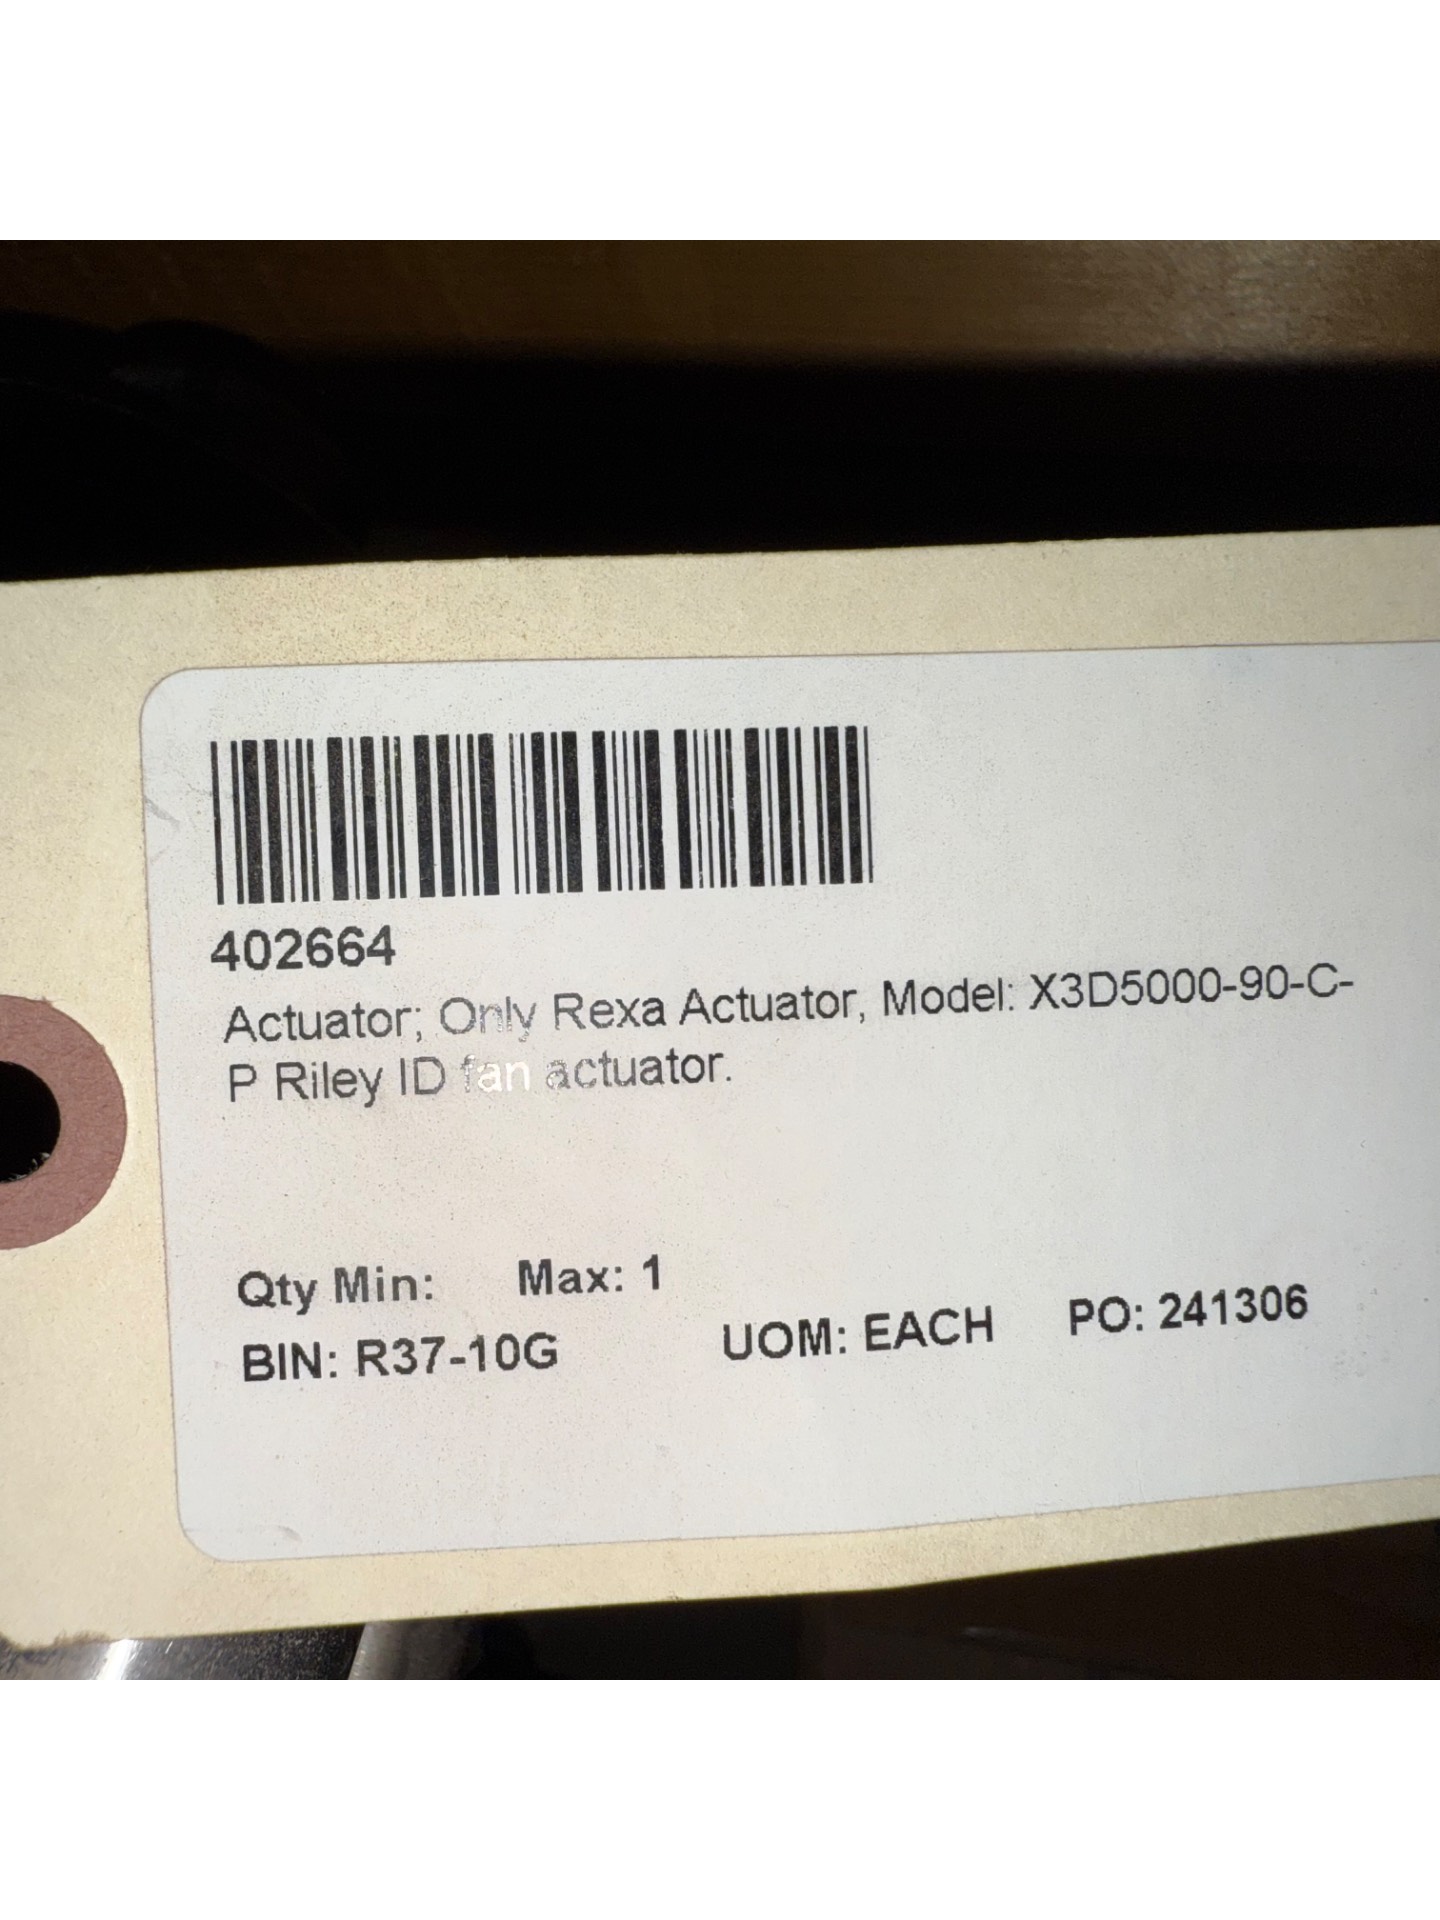 402664
Actuator; Only Rexa Actuator, Model: X3D5000-90-C-
P Riley ID fan actuator.
Qty Min: Max: 1
BIN: R37-10G UOM: EACH PO: 241306